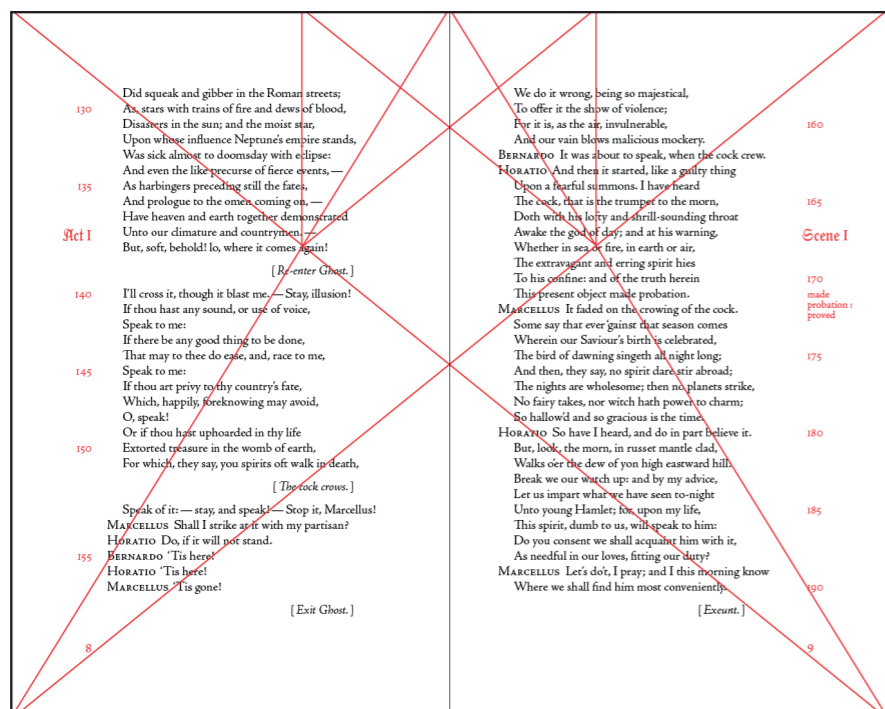 Did squeak and gibber in the Roman streets;
130 As, stars with trains of fire and dews of blood,
Disasters in the sun; and the moist star,
Upon whose influence Neptune's empire stands,
Was sick almost to doomsday with eclipse:
And even the like precurse of fierce events, —
135 As harbingers preceding still the fates,
And prologue to the omen coming on, —
Have heaven and earth together demonstrated
Act I Unto our climature and countrymen. —
But, soft, behold! lo, where it comes again!
[ Re-enter Ghost. ]
140 I'll cross it, though it blast me. — Stay, illusion!
If thou hast any sound, or use of voice,
Speak to me:
If there be any good thing to be done,
That may to thee do ease, and, race to me,
145 Speak to me:
If thou art privy to thy country's fate,
Which, happily, foreknowing may avoid,
O, speak!
Or if thou hast uphoarded in thy life
150 Extorted treasure in the womb of earth,
For which, they say, you spirits oft walk in death,
[ The cock crows. ]
Speak of it: — stay, and speak! — Stop it, Marcellus!
Marcellus Shall I strike at it with my partisan?
Horatio Do, if it will not stand.
155 Bernardo 'Tis here!
Horatio 'Tis here!
Marcellus 'Tis gone!
[ Exit Ghost. ]
8
We do it wrong, being so majestical,
To offer it the show of violence;
For it is, as the air, invulnerable, 160
And our vain blows malicious mockery.
Bernardo It was about to speak, when the cock crew.
Horatio And then it started, like a guilty thing
Upon a fearful summons. I have heard
The cock, that is the trumpet to the morn, 165
Doth with his lofty and shrill-sounding throat
Awake the god of day; and at his warning, Scene I
Whether in sea or fire, in earth or air,
The extravagant and erring spirit hies
To his confine: and of the truth herein 170
This present object made probation. made
probation :
proved
Marcellus It faded on the crowing of the cock.
Some say that ever 'gainst that season comes
Wherein our Saviour's birth is celebrated,
The bird of dawning singeth all night long; 175
And then, they say, no spirit dare stir abroad;
The nights are wholesome; then no planets strike,
No fairy takes, nor witch hath power to charm;
So hallow'd and so gracious is the time.
Horatio So have I heard, and do in part believe it. 180
But, look, the morn, in russet mantle clad,
Walks o'er the dew of yon high eastward hill:
Break we our watch up: and by my advice,
Let us impart what we have seen to-night
Unto young Hamlet; for, upon my life, 185
This spirit, dumb to us, will speak to him:
Do you consent we shall acquaint him with it,
As needful in our loves, fitting our duty?
Marcellus Let's do't, I pray; and I this morning know
Where we shall find him most conveniently. 190
[ Exeunt. ]
9